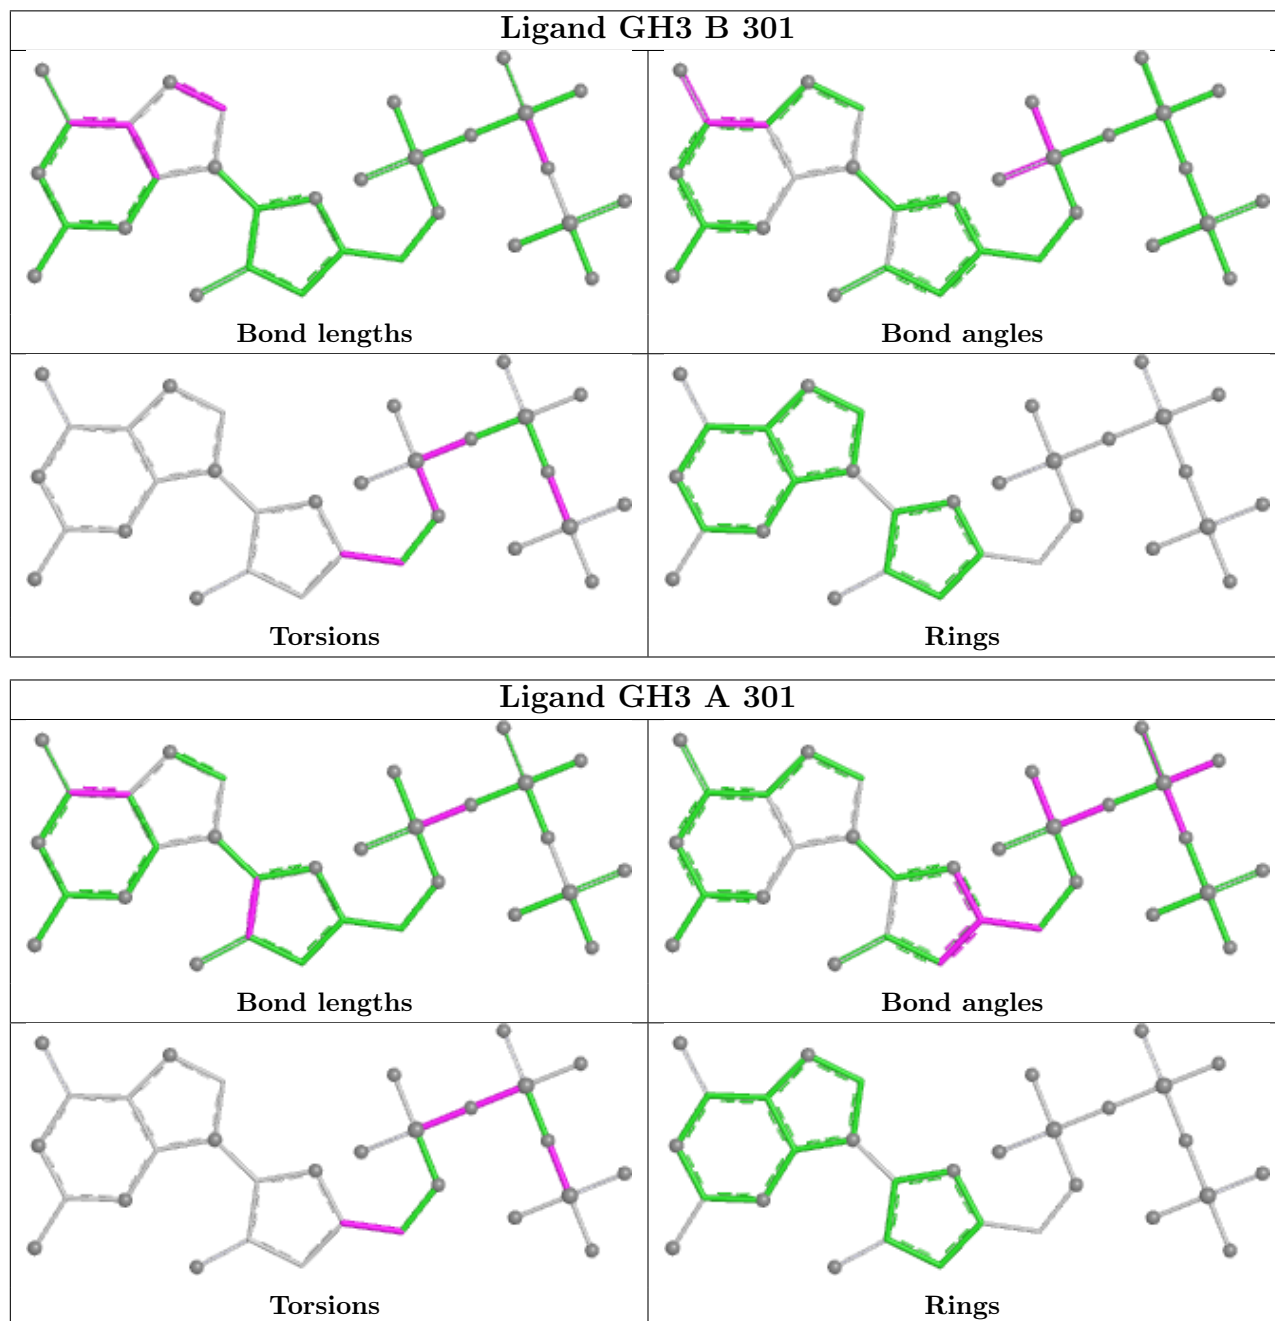 Ligand GH3 B 301
Bond lengths
Bond angles
Torsions
Rings
Ligand GH3 A 301
Bond lengths
Bond angles
Torsions
Rings